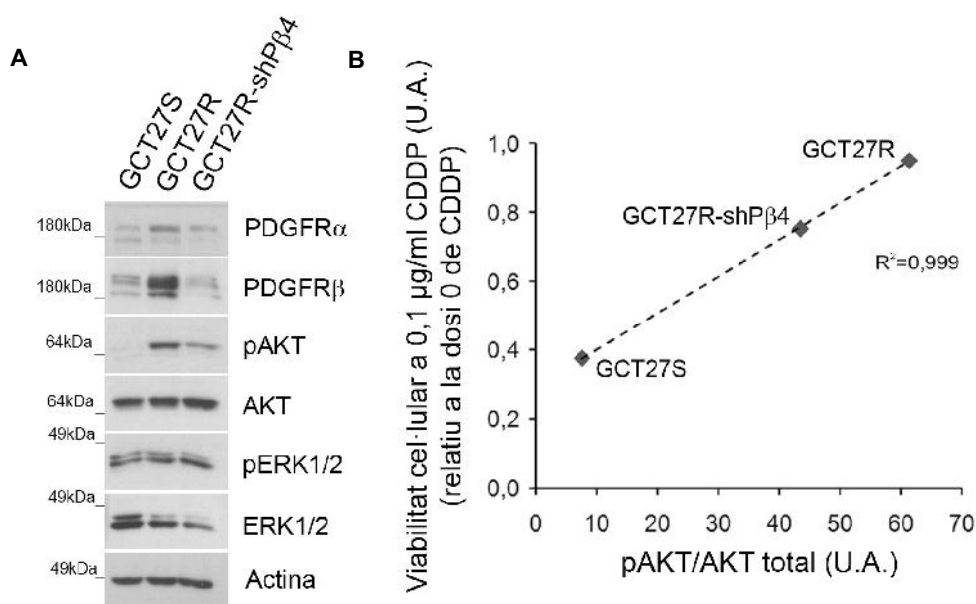 A
GCT27S
GCT27R
GCT27R-shPβ4
180kDa
PDGFRα
180kDa
PDGFRβ
64kDa
pAKT
64kDa
AKT
49kDa
pERK1/2
49kDa
ERK1/2
49kDa
Actina
B
Viabilitat cel·lular a 0,1 µg/ml CDDP (U.A.)
(relatiu a la dosi 0 de CDDP)
1,0
0,8
0,6
0,4
0,2
0,0
GCT27R
GCT27R-shPβ4
R²=0,999
GCT27S
0 10 20 30 40 50 60 70
pAKT/AKT total (U.A.)